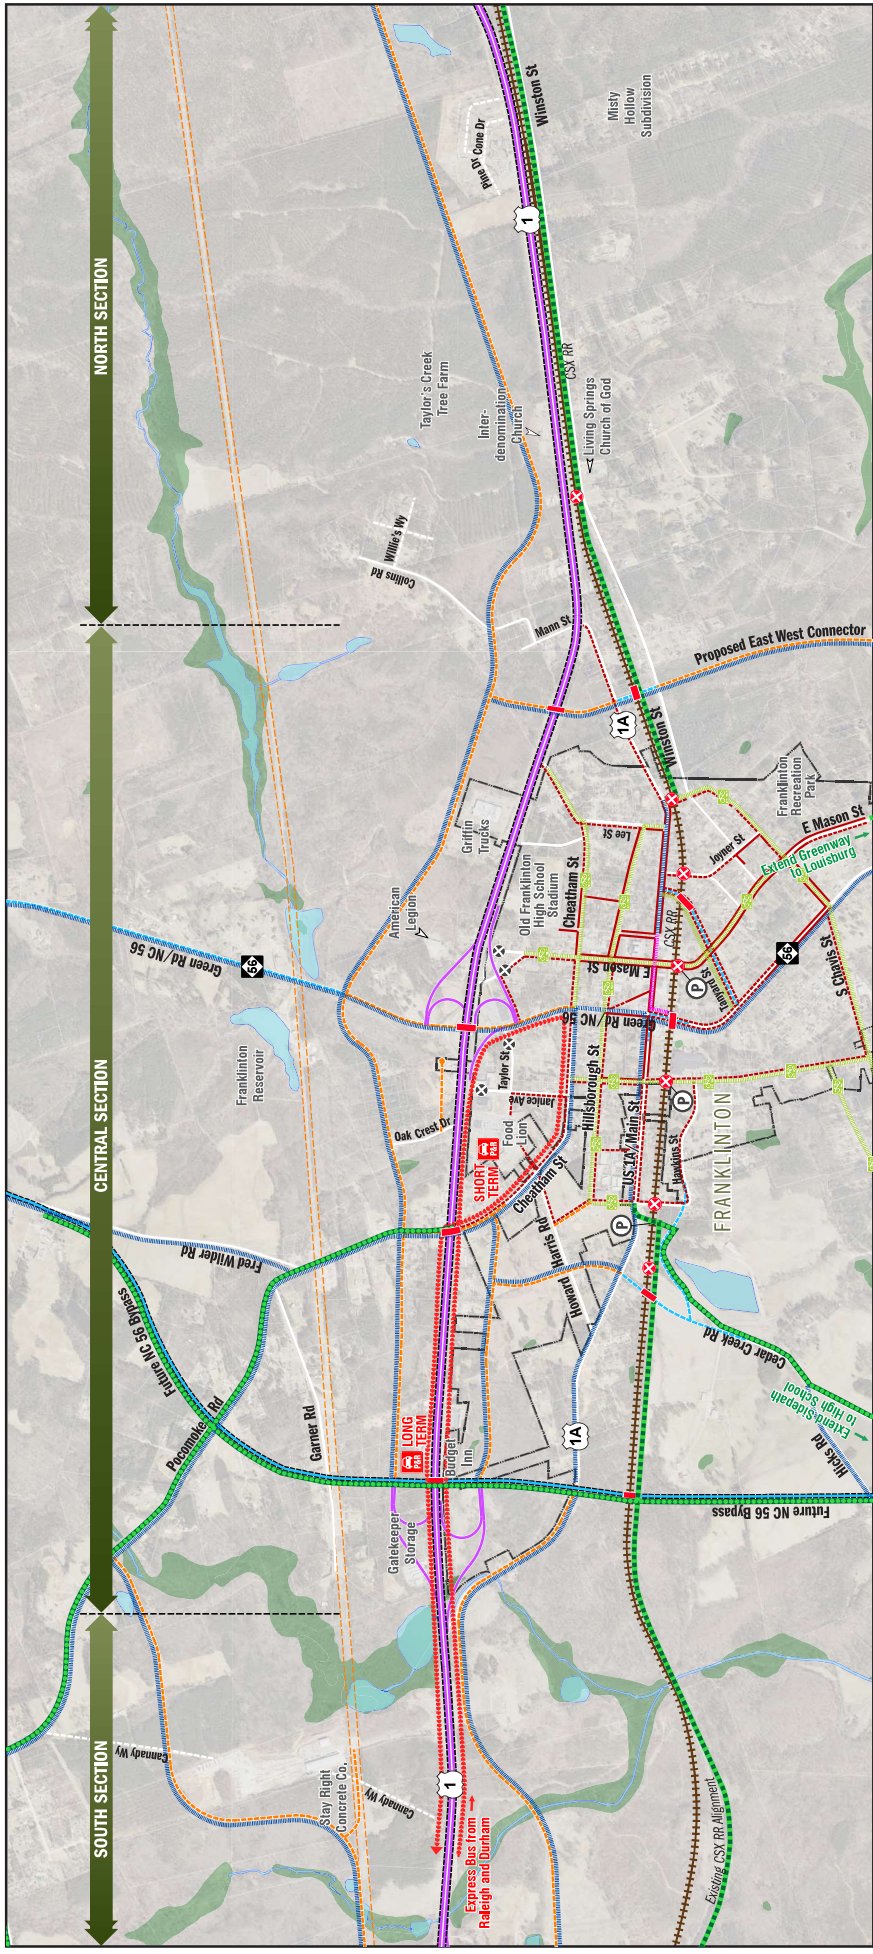 NORTH SECTION
CENTRAL SECTION
SOUTH SECTION
Winston St
Misty
Hollow
Subdivision
Pine Dr
Cone Dr
1
CSX RR
Taylor's Creek
Tree Farm
Inter-
denomination
Church
Living Springs
Church of God
Willie's Wy
Collins Rd
Mann St
Proposed East West Connector
1A
Winston St
Franklinton
Recreation
Park
Griffin
Trucks
Lee St
Joyner St
E Mason St
Extend Greenway
to Louisburg
American
Legion
Old Franklinton
High School
Stadium
Cheatham St
CSX RR
Green Rd/NC 56
56
E Mason St
P
Tanyard St
56
S Chavis St
Franklinton
Reservoir
Green Rd/NC 56
Taylor St
Hillsborough St
Janice Ave
Oak Crest Dr
Food
Lion
US 1A/ Main St
P
FRANKLINTON
Hawkins St
SHORT
TERM
P&R
Cheatham St
Howard Harris Rd
P
Fred Wilder Rd
Future NC 56 Bypass
Pocomoke Rd
Garner Rd
Cedar Creek Rd
Extend Sidepath
to High School
Hicks Rd
LONG
TERM
P&R
Budget
Inn
1A
Future NC 56 Bypass
Gatekeeper
Storage
Cannady Wy
Stay Right
Concrete Co.
Cannady Wy
1
Express Bus from
Raleigh and Durham
Existing CSX RR Alignment